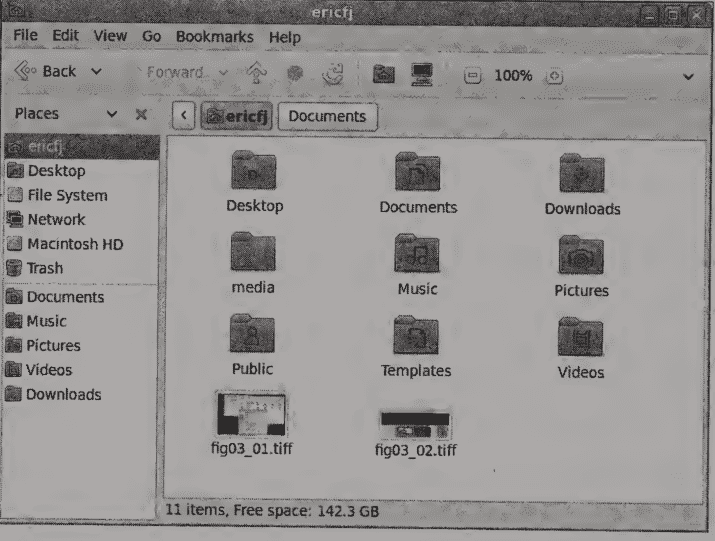 ericfj
File Edit View Go Bookmarks Help
Back Forward 100%
Places ericfj Documents
ericfj
Desktop
File System
Network
Macintosh HD
Trash
Documents
Music
Pictures
Videos
Downloads
Desktop Documents Downloads
media Music Pictures
Public Templates Videos
fig03_01.tiff fig03_02.tiff
11 items, Free space: 142.3 GB